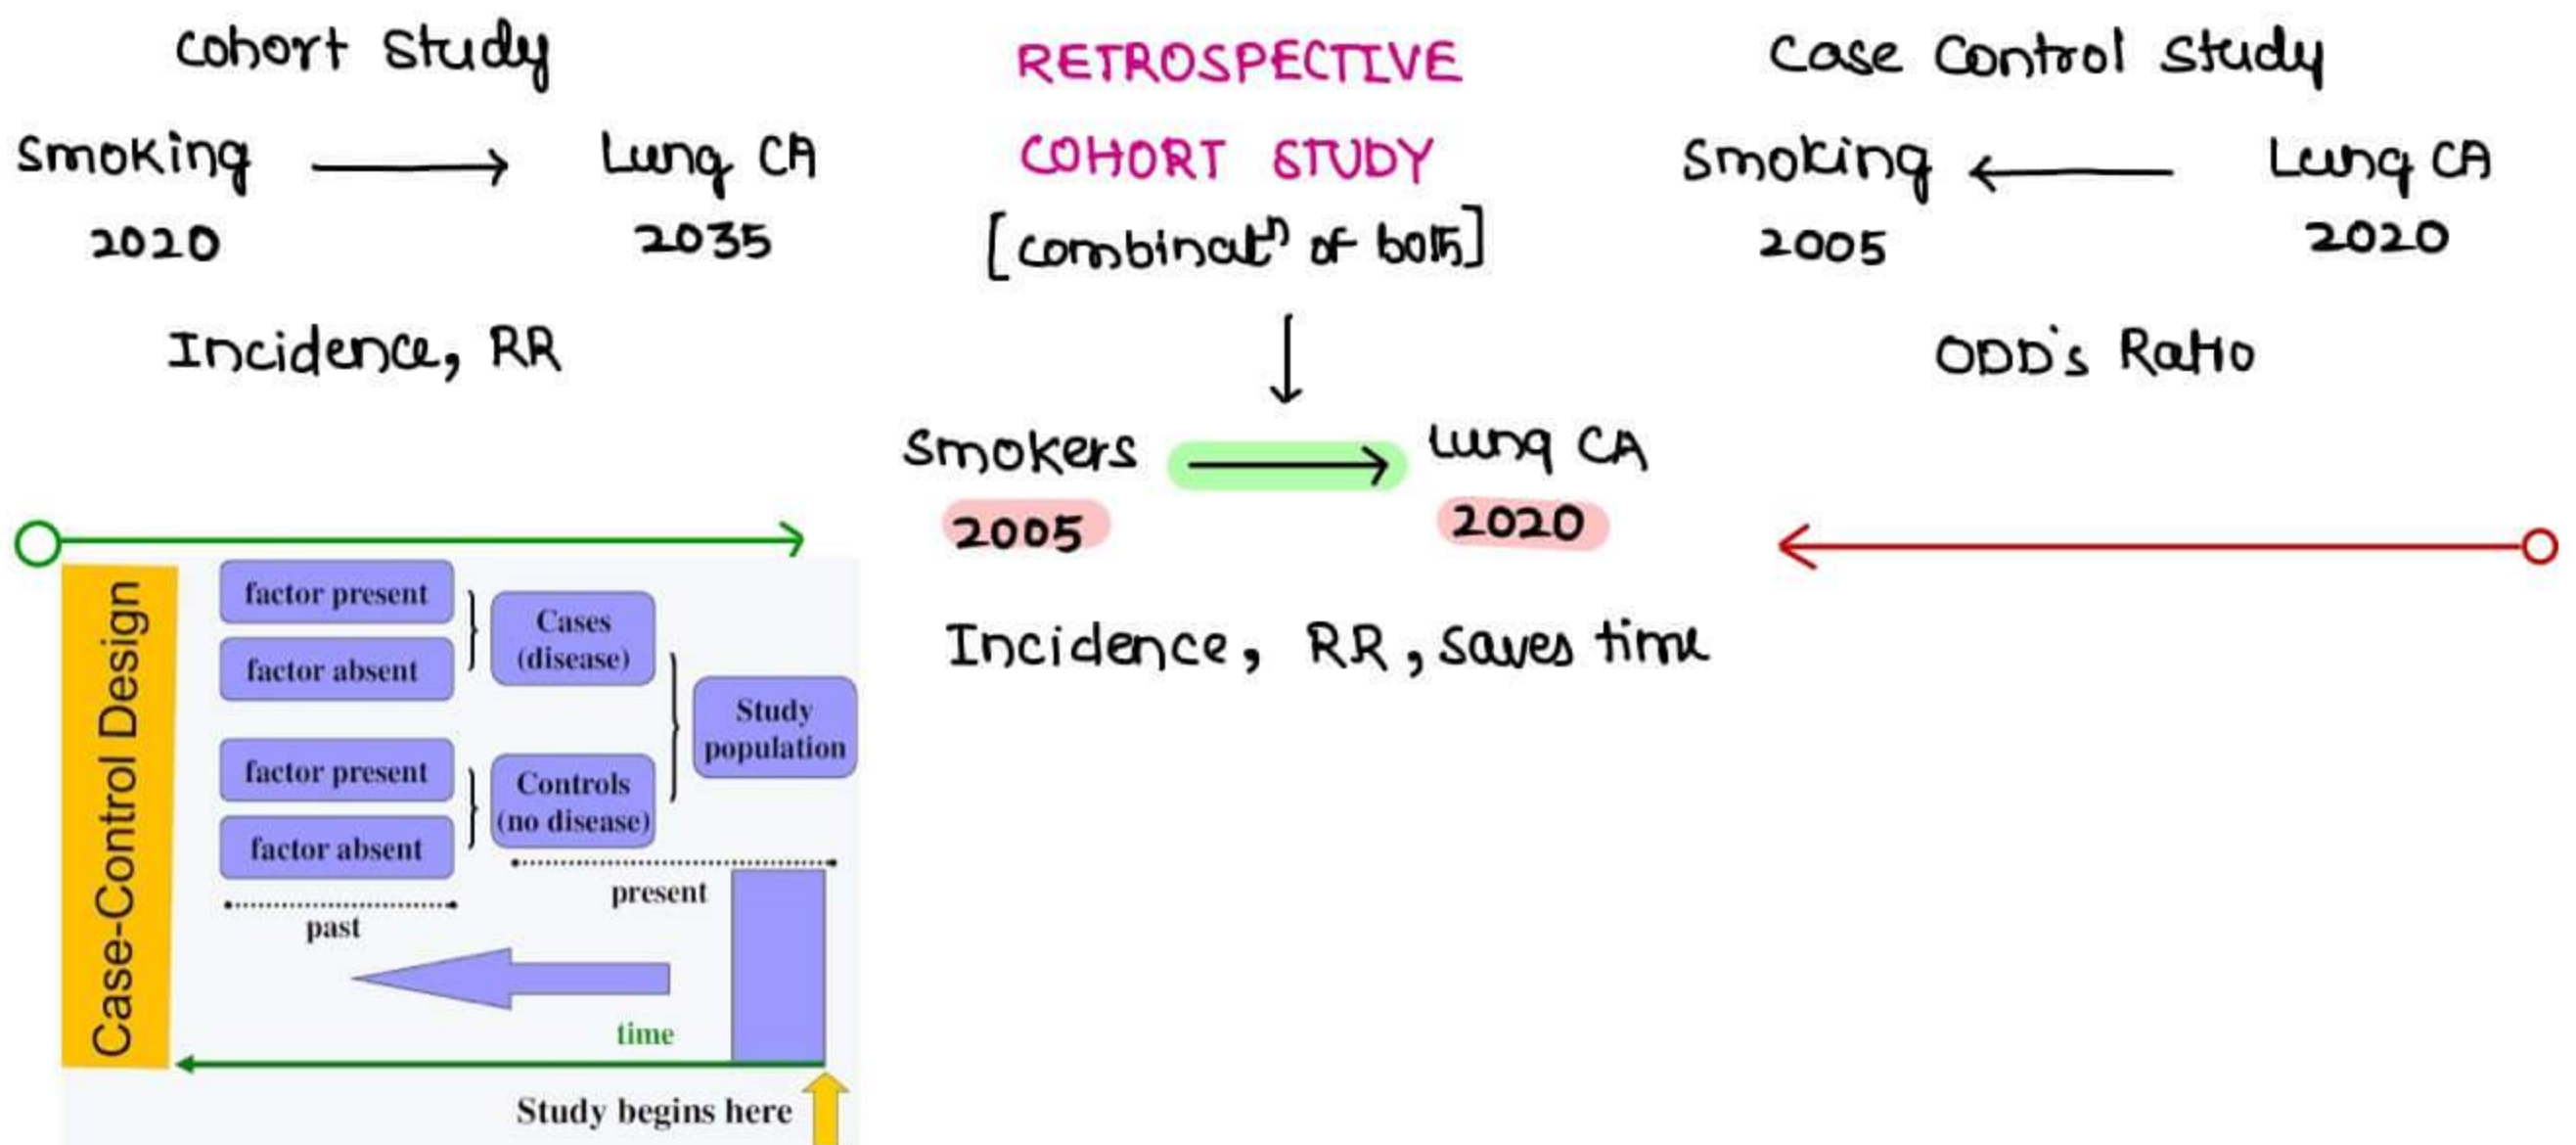 Cohort Study
Smoking → Lung CA
2020 2035
Incidence, RR
RETROSPECTIVE
COHORT STUDY
[combinatⁿ of both]
↓
Smokers → Lung CA
2005 2020
Incidence, RR, Saves time
Case Control Study
Smoking ← Lung CA
2005 2020
ODD's Ratio
Case-Control Design
factor present
factor absent
Cases
(disease)
factor present
factor absent
Controls
(no disease)
Study
population
present
past
time
Study begins here